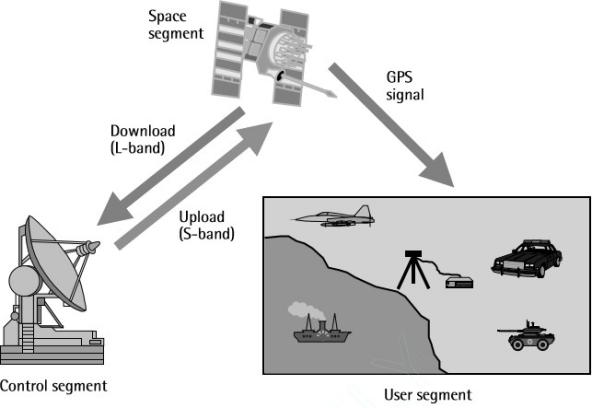 Space
segment
GPS
signal
Download
(L-band)
Upload
(S-band)
Control segment
User segment